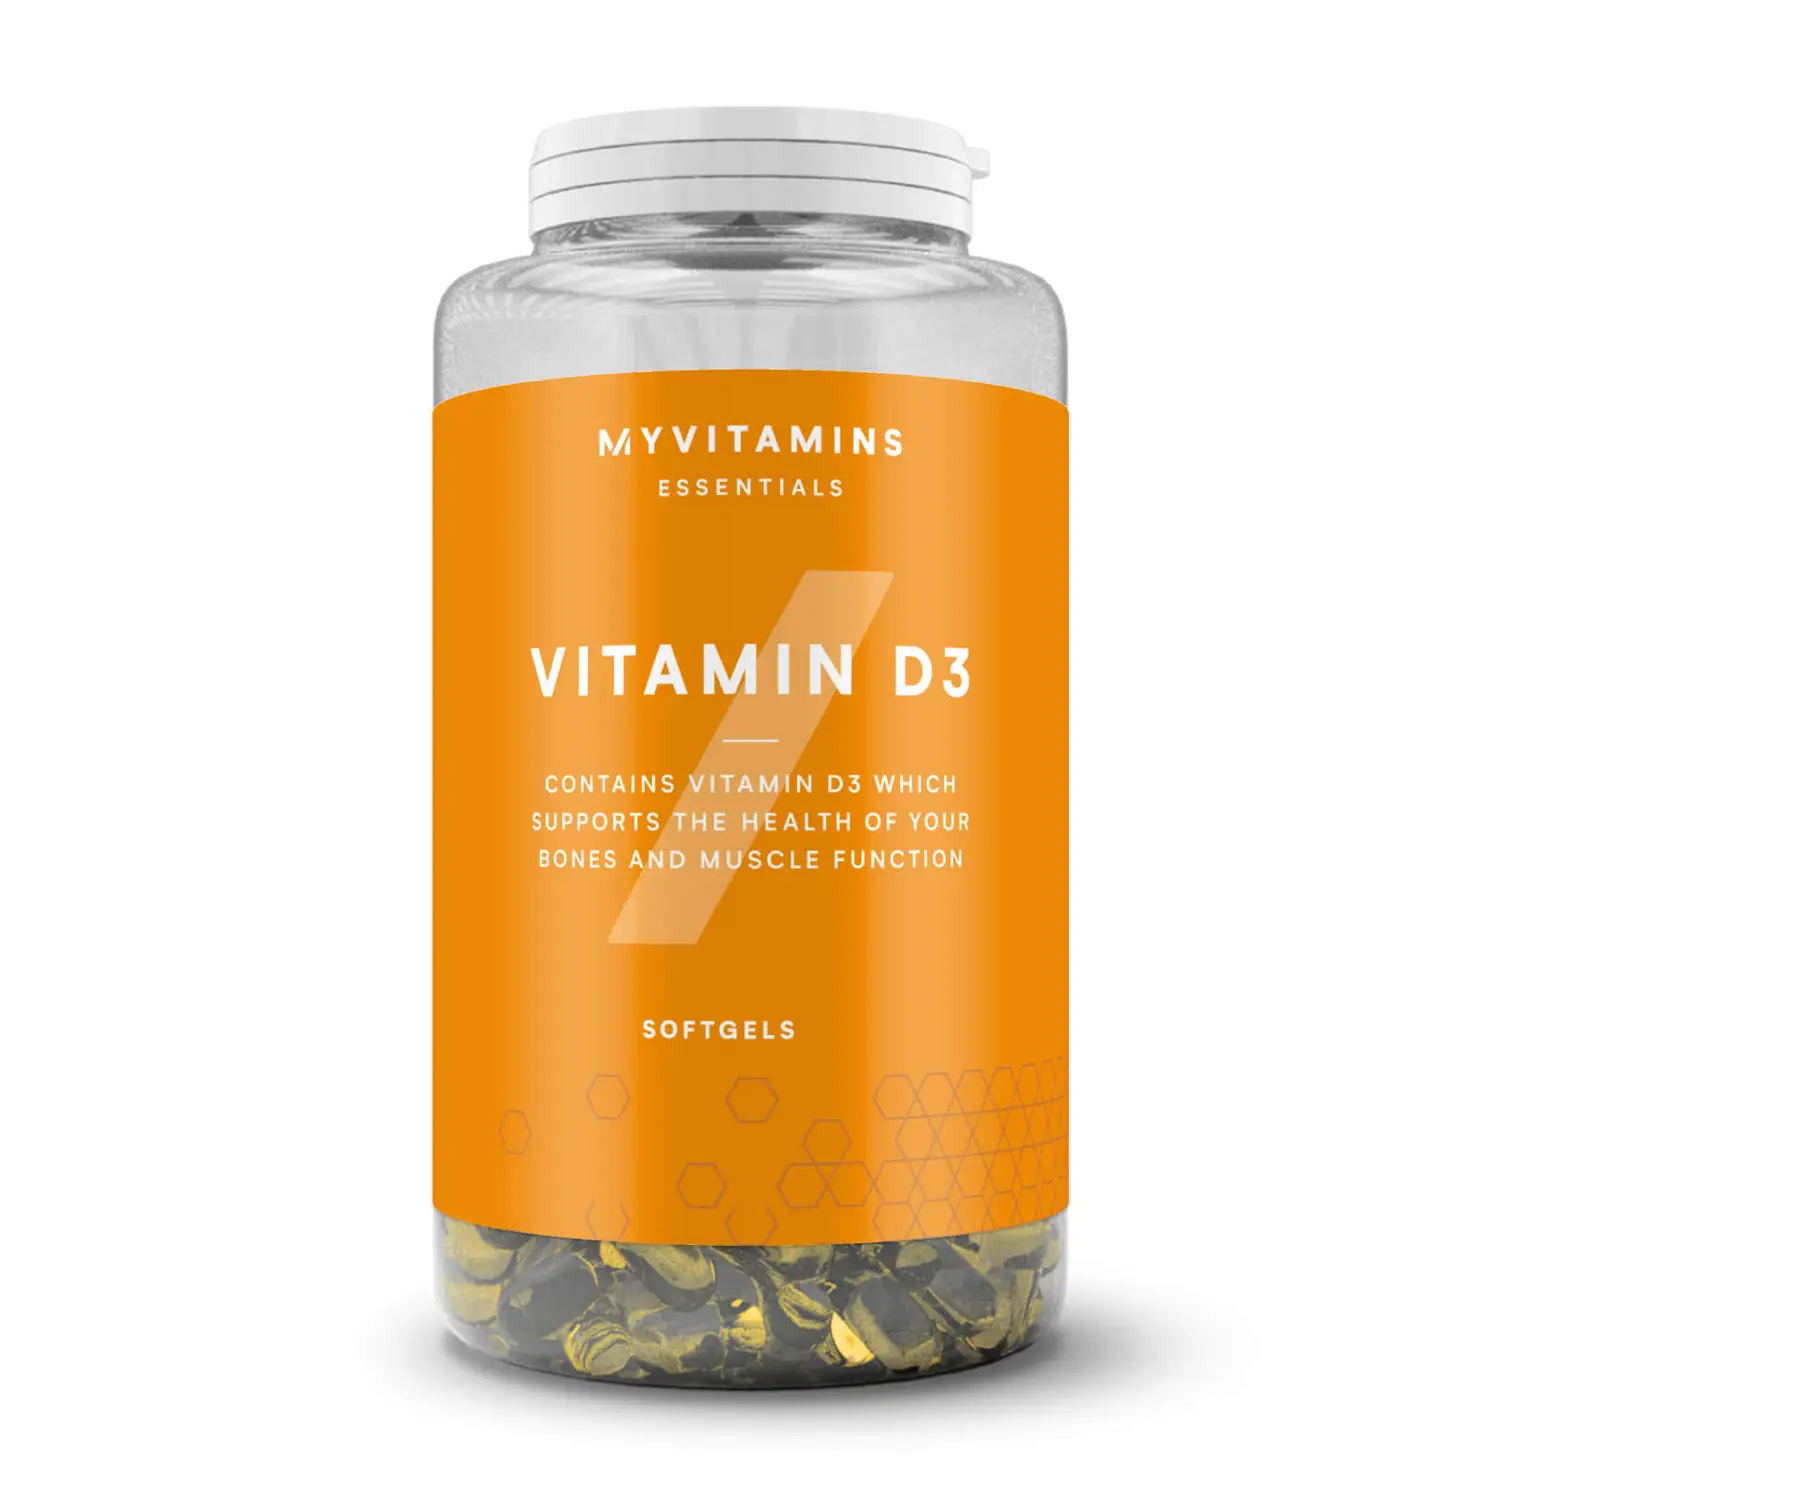 MYVITAMINS
ESSENTIALS
VITAMIN D3
CONTAINS VITAMIN D3 WHICH
SUPPORTS THE HEALTH OF YOUR
BONES AND MUSCLE FUNCTION
SOFTGELS